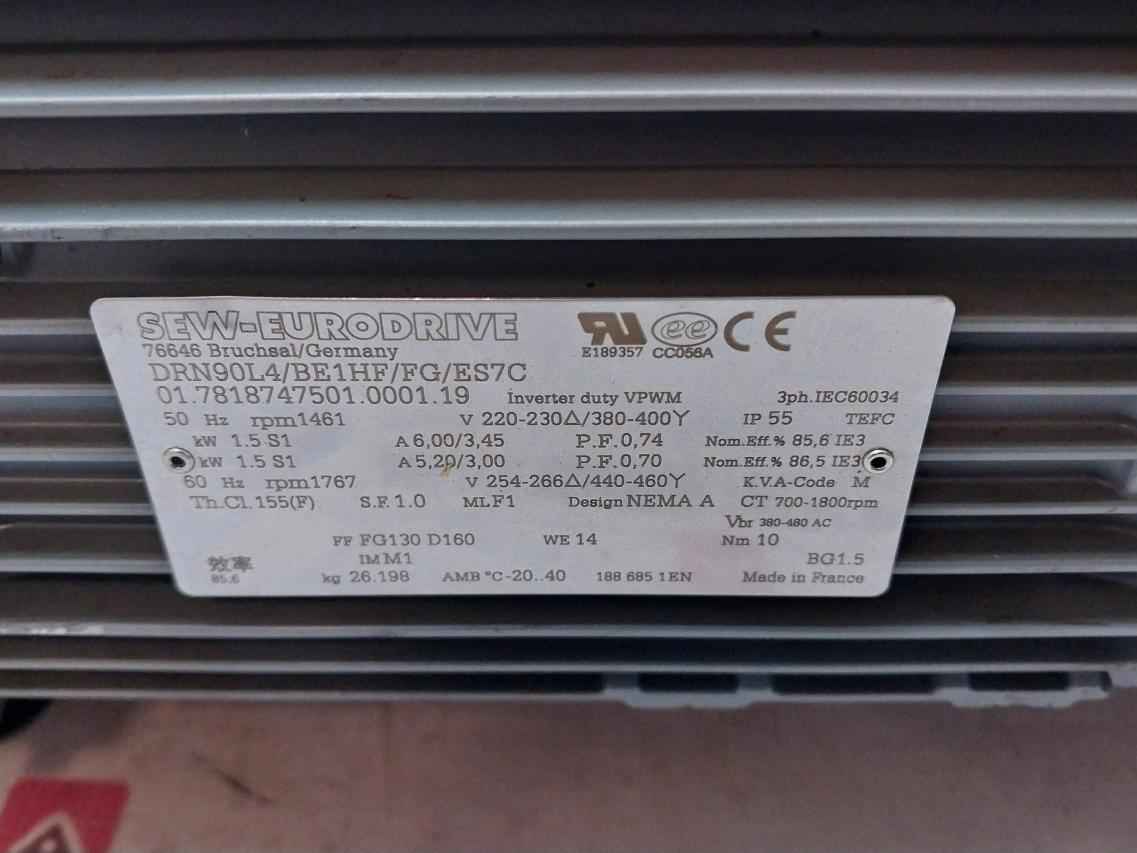 SEW-EURODRIVE
76646 Bruchsal/Germany
E189357 CC056A
DRN90L4/BE1HF/FG/ES7C
01.7818747501.0001.19 Inverter duty VPWM 3ph.IEC60034
50 Hz rpm1461 V 220-230△/380-400Y IP 55 TEFC
kW 1.5 S1 A 6,00/3,45 P.F.0,74 Nom.Eff.% 85,6 IE3
kW 1.5 S1 A 5,20/3,00 P.F.0,70 Nom.Eff.% 86,5 IE3
60 Hz rpm1767 V 254-266△/440-460Y K.V.A-Code M
Th.Cl.155(F) S.F.1.0 MLF1 Design NEMA A CT 700-1800rpm
Vbr 380-480 AC
FF FG130 D160 WE 14 Nm 10
效率 IM M1 BG1.5
85.6 kg 26.198 AMB °C-20..40 188 685 1EN Made in France